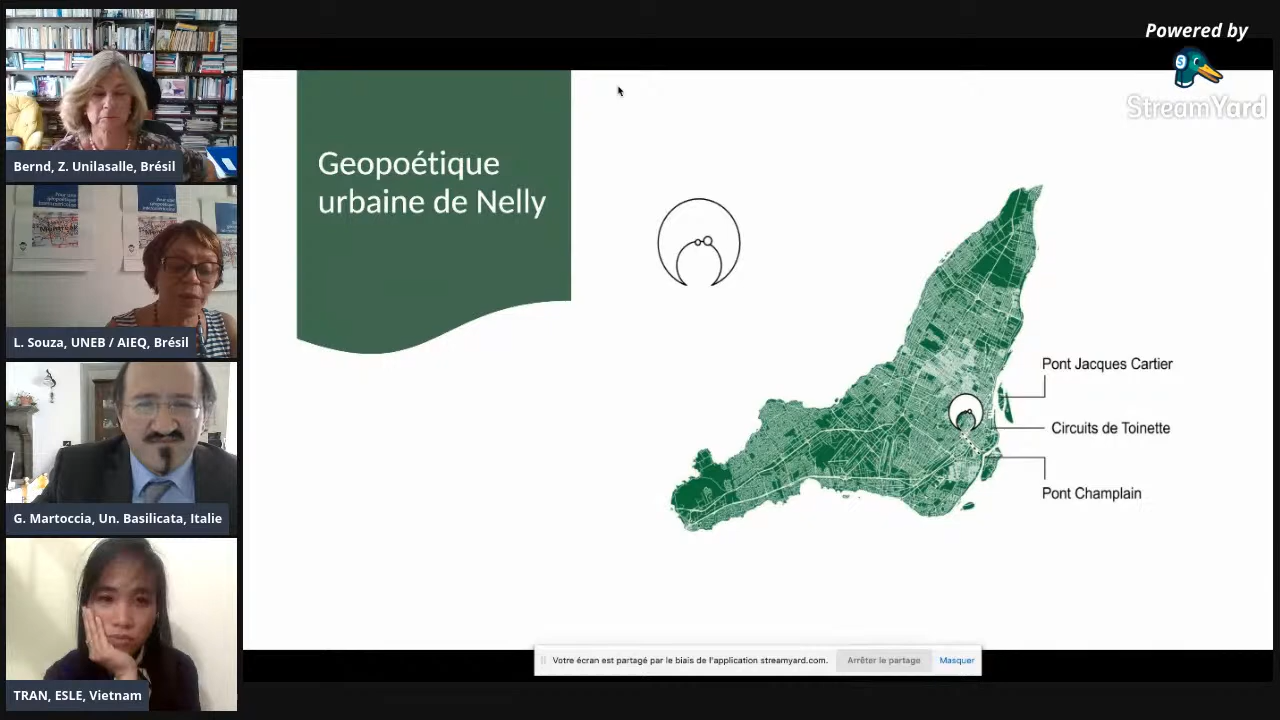 Powered by
S
StreamYard
Bernd, Z. Unilasalle, Brésil
L. Souza, UNEB / AIEQ, Brésil
G. Martoccia, Un. Basilicata, Italie
TRAN, ESLE, Vietnam
Geopoétique
urbaine de Nelly
Pont Jacques Cartier
Circuits de Toinette
Pont Champlain
Votre écran est partagé par le biais de l'application streamyard.com.
Arrêter le partage
Masquer